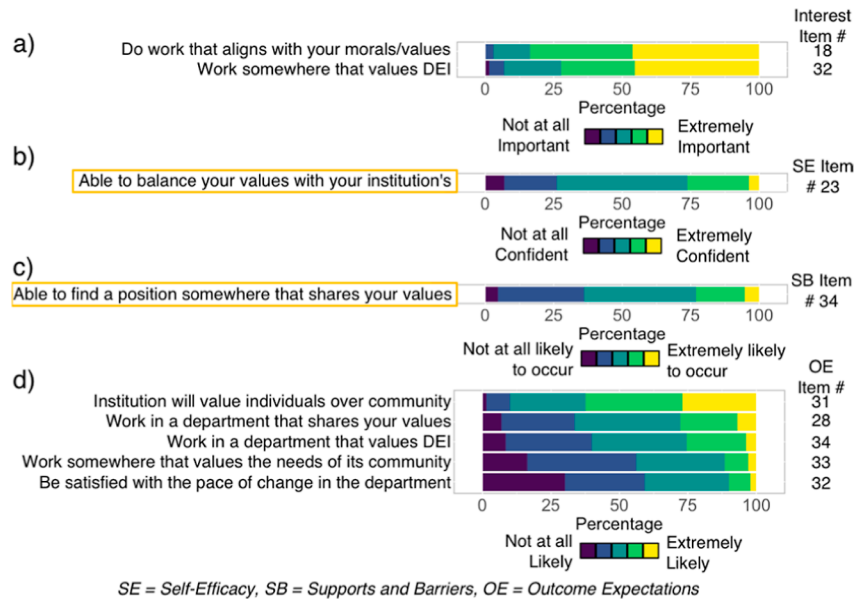 Interest
Item #
a)
Do work that aligns with your morals/values 18
Work somewhere that values DEI 32
0 25 50 75 100
Percentage
Not at all Extremely
Important Important
b)
SE Item
Able to balance your values with your institution's # 23
0 25 50 75 100
Percentage
Not at all Extremely
Confident Confident
c)
SB Item
Able to find a position somewhere that shares your values # 34
0 25 50 75 100
Percentage
Not at all likely Extremely likely
to occur to occur
d)
OE
Item #
Institution will value individuals over community 31
Work in a department that shares your values 28
Work in a department that values DEI 34
Work somewhere that values the needs of its community 33
Be satisfied with the pace of change in the department 32
0 25 50 75 100
Percentage
Not at all Extremely
Likely Likely
SE = Self-Efficacy, SB = Supports and Barriers, OE = Outcome Expectations